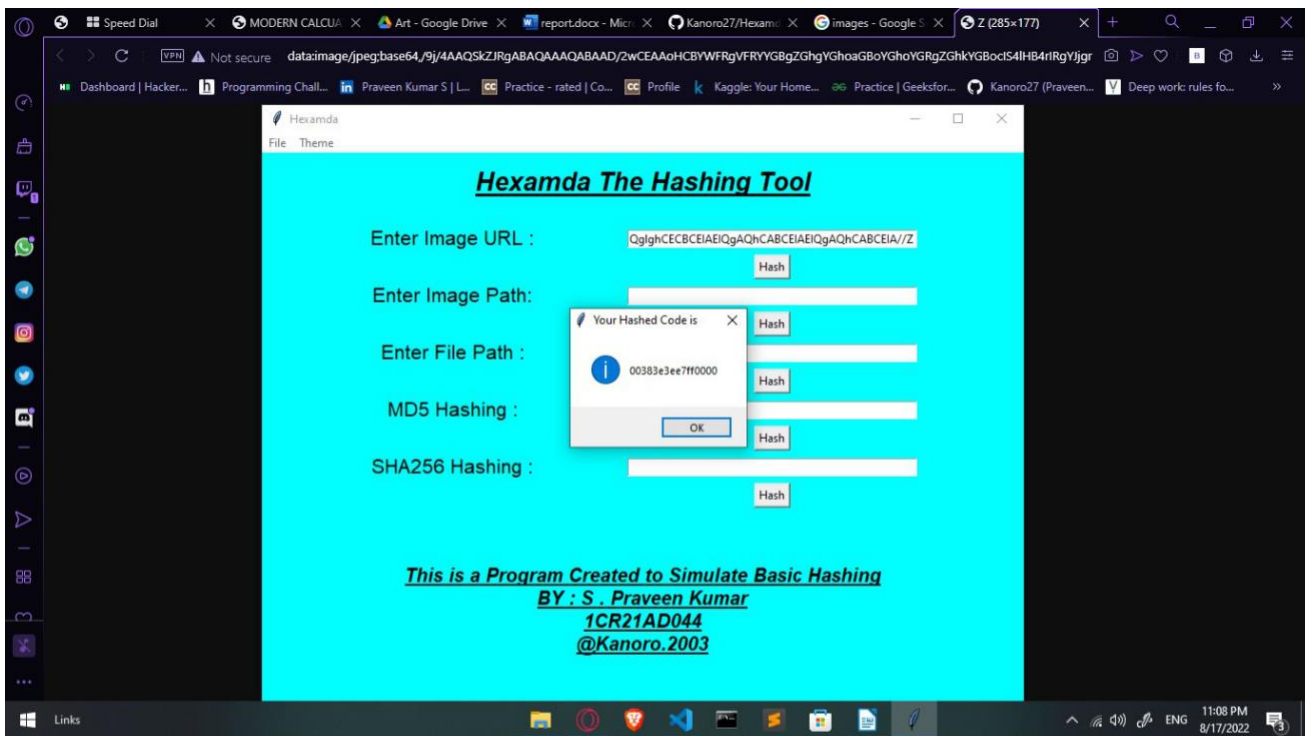 Speed Dial
MODERN CALCUA
Art - Google Drive
report.docx - Micr
Kanoro27/Hexamd
images - Google S
Z (285×177)
VPN
Not secure
data:image/jpeg;base64,/9j/4AAQSkZJRgABAQAAAQABAAD/2wCEAAoHCBYWFRgVFRYYGBgZGhgYGhoaGBoYGhoYGRgZGhkYGBocIS4lHB4rIRgYJjgr
Dashboard | Hacker...
Programming Chall...
Praveen Kumar S | L...
Practice - rated | Co...
Profile
Kaggle: Your Home...
Practice | Geeksfor...
Kanoro27 (Praveen...
Deep work: rules fo...
Hexamda
File Theme
Hexamda The Hashing Tool
Enter Image URL :
QgIghCECBCEIAEIQgAQhCABCEIAEIQgAQhCABCEIA//Z
Hash
Enter Image Path:
Hash
Enter File Path :
Hash
MD5 Hashing :
Hash
SHA256 Hashing :
Hash
Your Hashed Code is
00383e3ee7ff0000
OK
This is a Program Created to Simulate Basic Hashing
BY : S . Praveen Kumar
1CR21AD044
@Kanoro.2003
Links
ENG
11:08 PM
8/17/2022